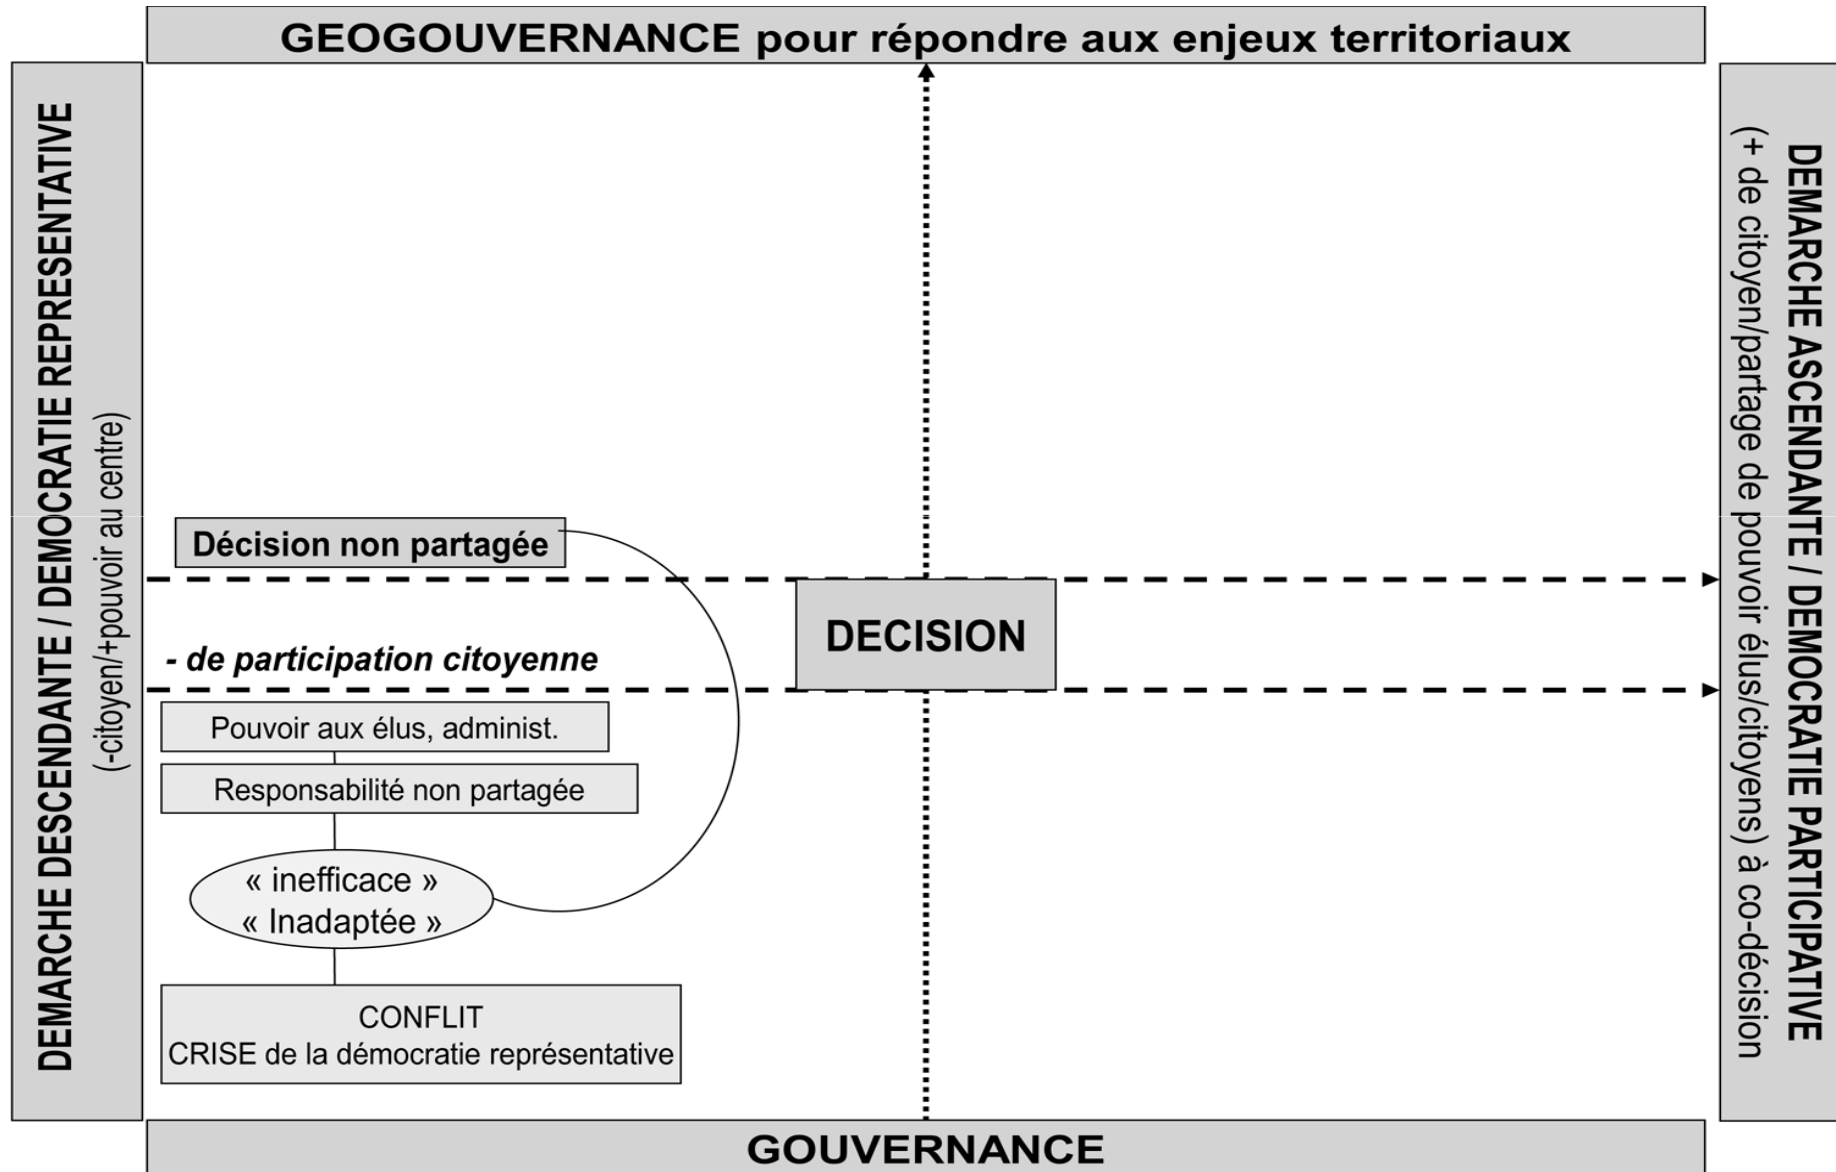 GEOGOUVERNANCE pour répondre aux enjeux territoriaux
DEMARCHE DESCENDANTE / DEMOCRATIE REPRESENTATIVE
(-citoyen/+pouvoir au centre)
Décision non partagée
- de participation citoyenne
Pouvoir aux élus, administ.
Responsabilité non partagée
« inefficace »
« Inadaptée »
CONFLIT
CRISE de la démocratie représentative
DECISION
DEMARCHE ASCENDANTE / DEMOCRATIE PARTICIPATIVE
(+ de citoyen/partage de pouvoir élus/citoyens) à co-décision
GOUVERNANCE